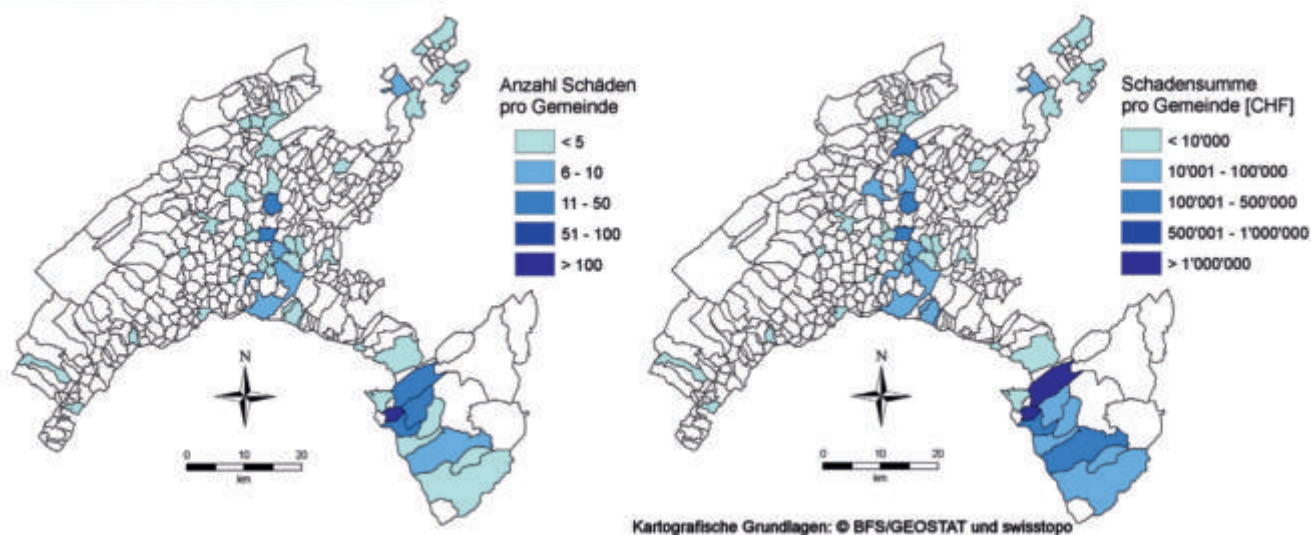 Anzahl Schäden
pro Gemeinde
< 5
6 - 10
11 - 50
51 - 100
> 100
N
0 10 20
km
Schadensumme
pro Gemeinde [CHF]
< 10'000
10'001 - 100'000
100'001 - 500'000
500'001 - 1'000'000
> 1'000'000
N
0 10 20
km
Kartografische Grundlagen: © BFS/GEOSTAT und swisstopo